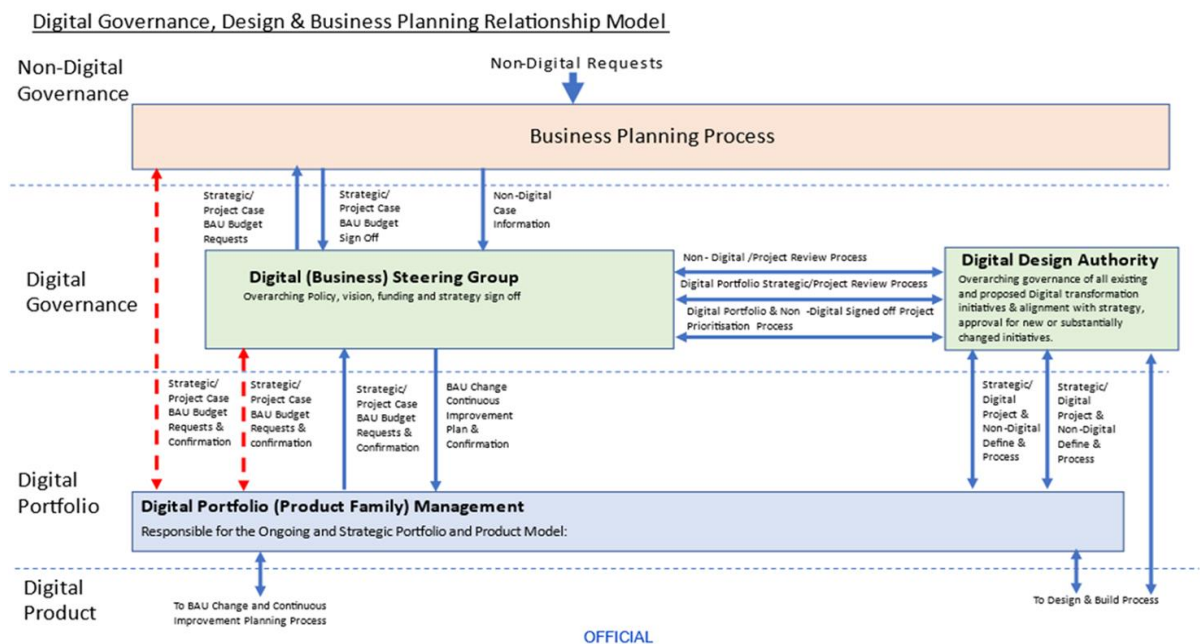 Digital Governance, Design & Business Planning Relationship Model
Non-Digital
Governance
Non-Digital Requests
Business Planning Process
Strategic/
Project Case
BAU Budget
Requests
Strategic/
Project Case
BAU Budget
Sign Off
Non-Digital
Case
Information
Digital
Governance
Digital (Business) Steering Group
Overarching Policy, vision, funding and strategy sign off
Non- Digital /Project Review Process
Digital Portfolio Strategic/Project Review Process
Digital Portfolio & Non -Digital Signed off Project
Prioritisation Process
Digital Design Authority
Overarching governance of all existing
and proposed Digital transformation
initiatives & alignment with strategy,
approval for new or substantially
changed initiatives.
Strategic/
Project Case
BAU Budget
Requests &
Confirmation
Strategic/
Project Case
BAU Budget
Requests &
confirmation
Strategic/
Project Case
BAU Budget
Requests &
Confirmation
BAU Change
Continuous
Improvement
Plan &
Confirmation
Strategic/
Digital
Project &
Non-Digital
Define &
Process
Strategic/
Digital
Project &
Non-Digital
Define &
Process
Digital
Portfolio
Digital Portfolio (Product Family) Management
Responsible for the Ongoing and Strategic Portfolio and Product Model:
Digital
Product
To BAU Change and Continuous
Improvement Planning Process
To Design & Build Process
OFFICIAL